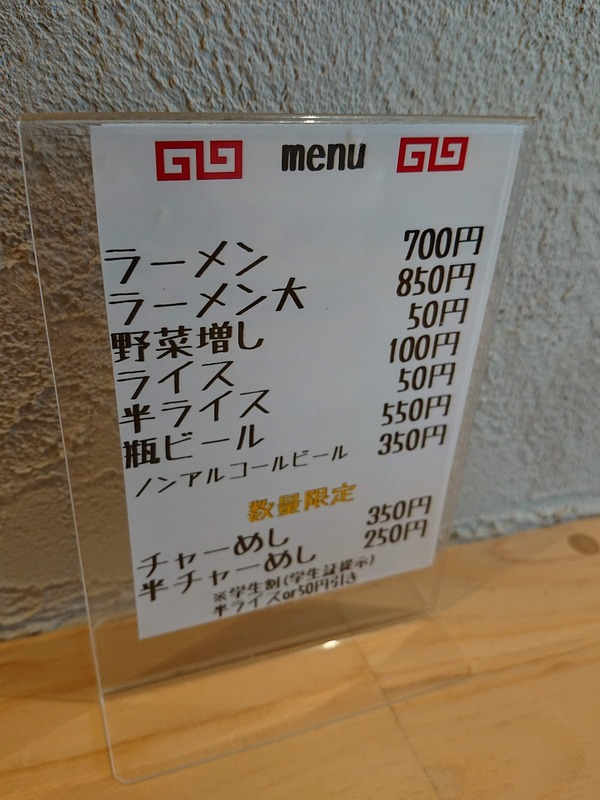 menu
ラーメン 700円
ラーメン大 850円
野菜増し 50円
ライス 100円
半ライス 50円
瓶ビール 550円
ノンアルコールビール 350円
数量限定
チャーめし 350円
半チャーめし 250円
※学生割(学生証提示)
半ライスor50円引き